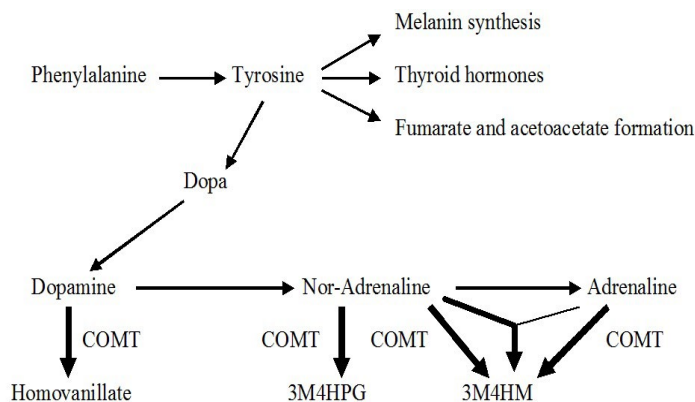 Melanin synthesis
Phenylalanine
Tyrosine
Thyroid hormones
Fumarate and acetoacetate formation
Dopa
Dopamine
Nor-Adrenaline
Adrenaline
COMT
COMT
COMT
COMT
Homovanillate
3M4HPG
3M4HM